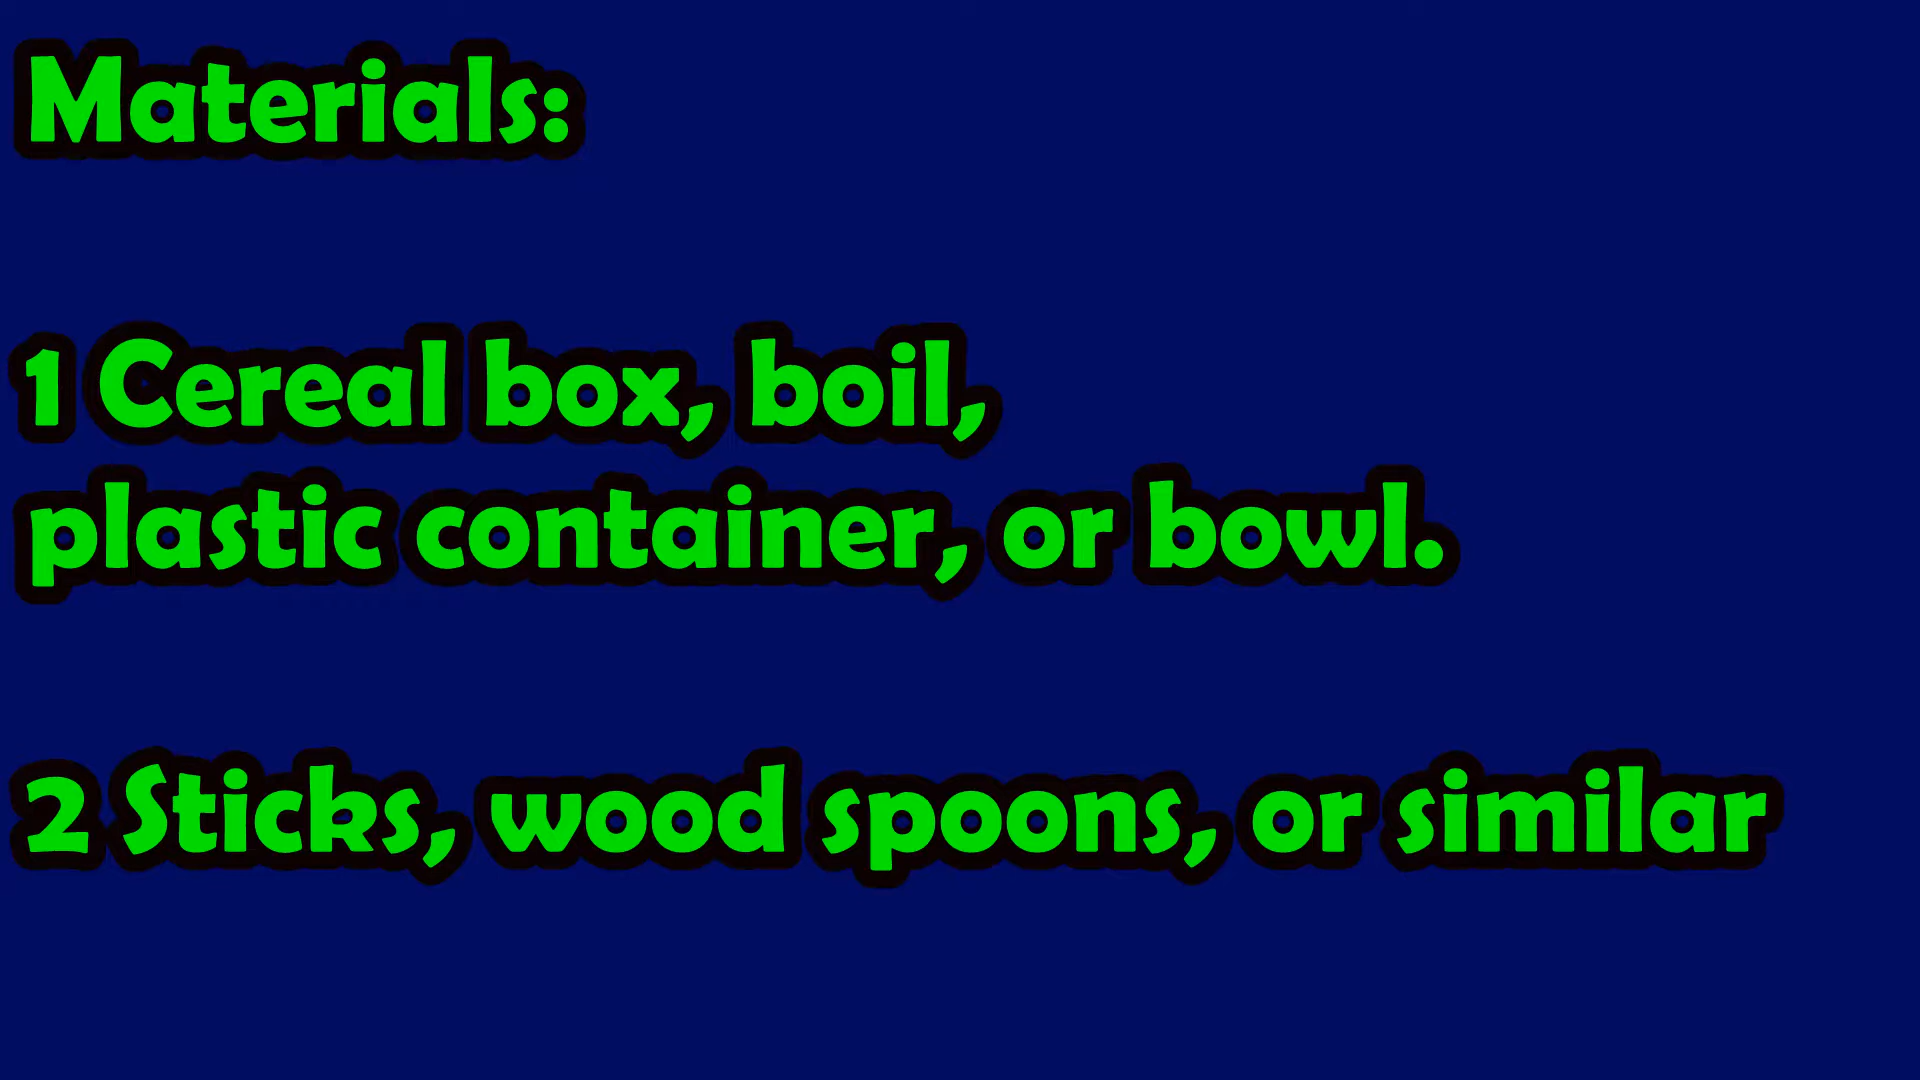 Materials:
1 Cereal box, boil,
plastic container, or bowl.
2 Sticks, wood spoons, or similar